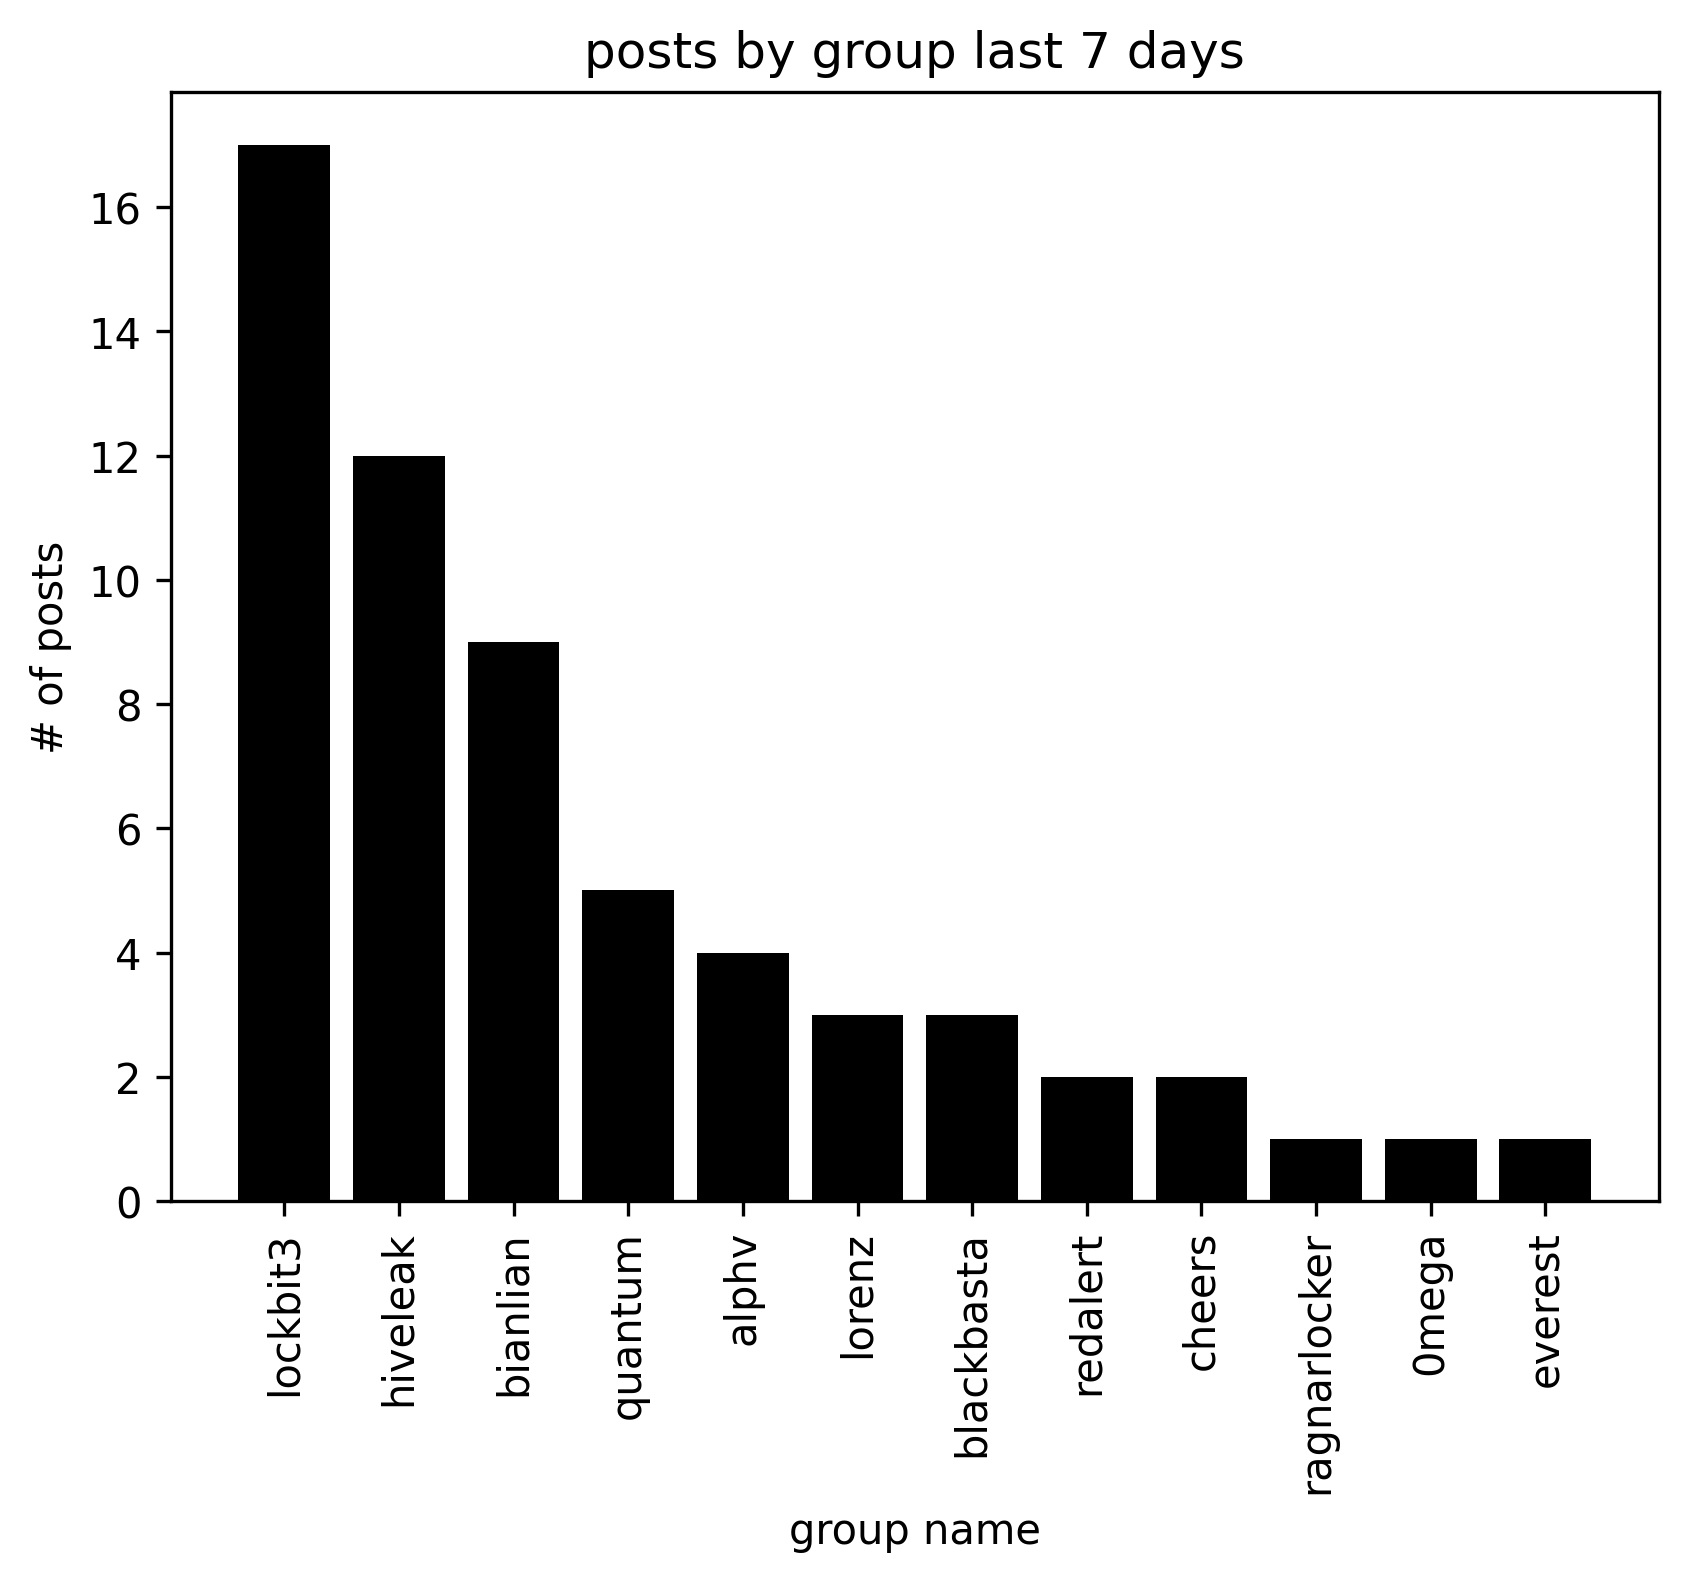 posts by group last 7 days
# of posts
16
14
12
10
8
6
4
2
0
lockbit3
hiveleak
bianlian
quantum
alphv
lorenz
blackbasta
redalert
cheers
ragnarlocker
0mega
everest
group name